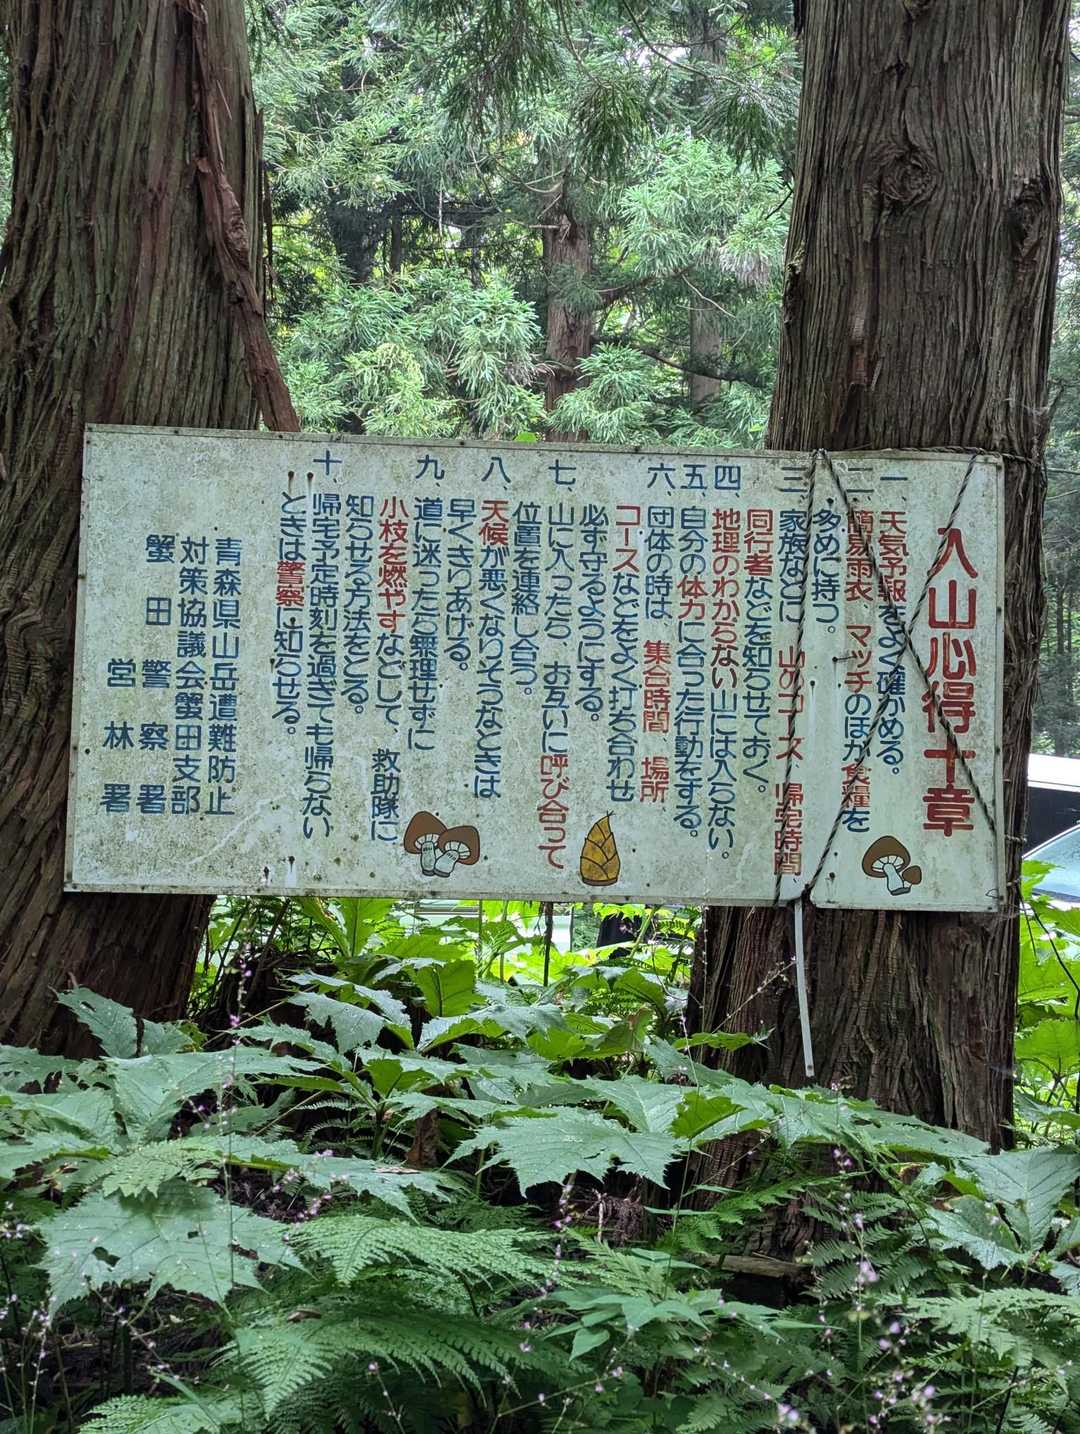 入山心得十章
一、天気予報をよく確かめる。
二、簡易雨衣、マッチのほか食糧を
多めに持つ。
三、家族などに 山のコース 帰宅時間
同行者などを知らせておく。
四、地理のわからない山には入らない。
五、自分の体力に合った行動をする。
六、団体の時は、集合時間、場所
コースなどをよく打ち合わせ
必ず守るようにする。
七、山に入ったら、お互いに呼び合って
位置を連絡し合う。
八、天候が悪くなりそうなときは
早くきりあげる。
九、道に迷ったら無理せずに
小枝を燃やすなどして、救助隊に
知らせる方法をとる。
十、帰宅予定時刻を過ぎても帰らない
ときは警察に知らせる。
青森県山岳遭難防止
対策協議会蟹田支部
蟹田警察署
営林署